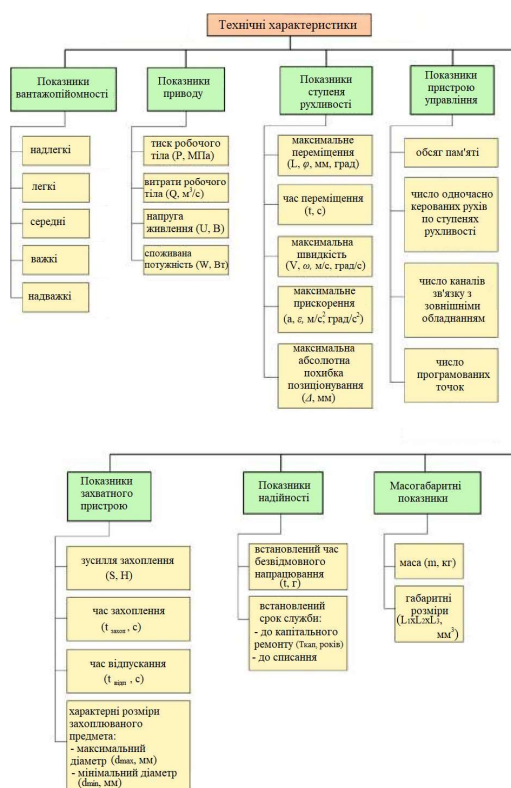 Технічні характеристики
Показники
вантажопійомності
надлегкі
легкі
середні
важкі
надважкі
Показники
приводу
тиск робочого
тіла (P, МПа)
витрати робочого
тіла (Q, м³/с)
напруга
живлення (U, В)
споживана
потужність (W, Вт)
Показники
ступеня
рухливості
максимальне
переміщення
(L, φ, мм, град)
час переміщення
(t, с)
максимальна
швидкість
(V, ω, м/с, град/с)
максимальне
прискорення
(a, ε, м/с², град/с²)
максимальна
абсолютна
похибка
позиціонування
(Δ, мм)
Показники
пристрою
управління
обсяг пам'яті
число одночасно
керованих рухів
по ступенях
рухливості
число каналів
зв'язку з
зовнішніми
обладнанням
число
програмованих
точок
Показники
захватного
пристрою
зусилля захоплення
(S, Н)
час захоплення
(t захоп , с)
час відпускання
(t відп , с)
характерні розміри
захоплюваного
предмета:
- максимальний
діаметр (dmax, мм)
- мінімальний діаметр
(dmin, мм)
Показники
надійності
встановлений час
безвідмовного
напрацювання
(t, г)
встановлений
срок служби:
- до капітального
ремонту (Tкап, років)
- до списання
Масогабаритні
показники
маса (m, кг)
габаритні
розміри
(L1xL2xL3,
мм³)